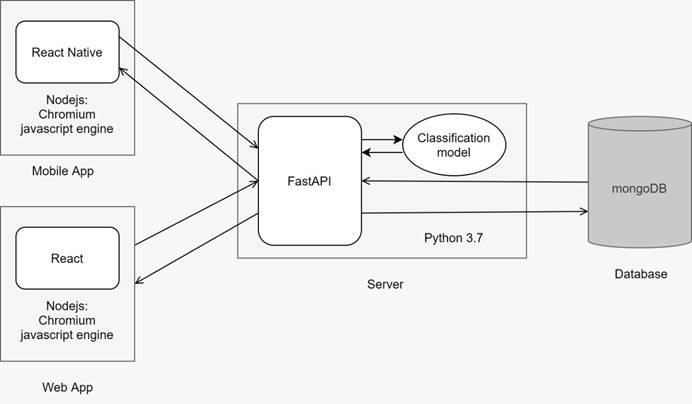 React Native
Nodejs:
Chromium
javascript engine
Mobile App
React
Nodejs:
Chromium
javascript engine
Web App
FastAPI
Classification
model
Python 3.7
Server
mongoDB
Database